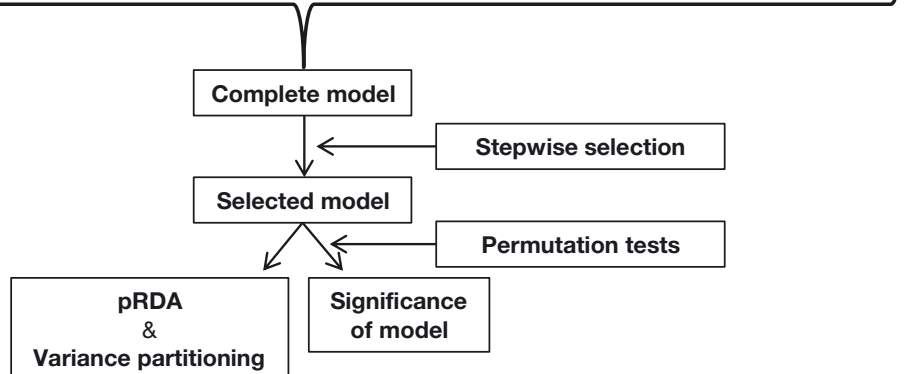 Complete model
Stepwise selection
Selected model
Permutation tests
pRDA
&
Variance partitioning
Significance
of model